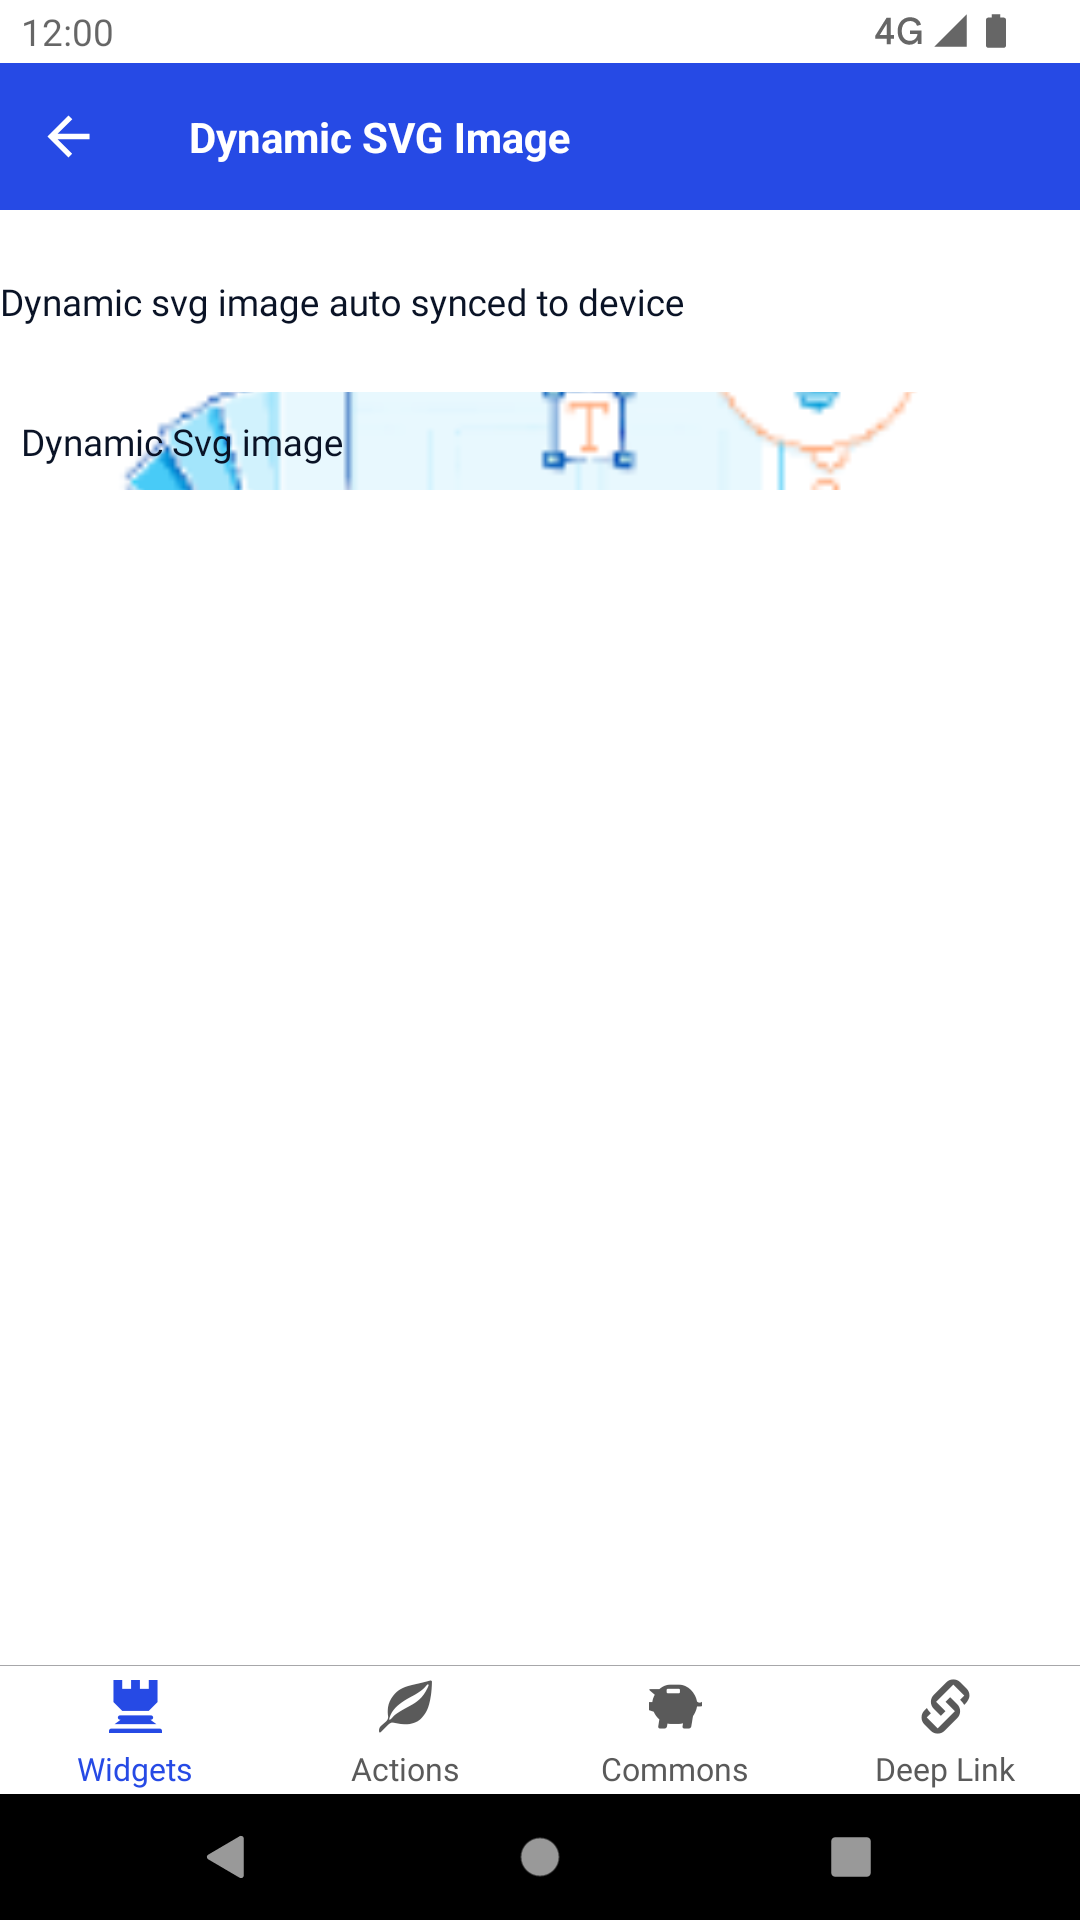 12:00
4G
Dynamic SVG Image
Dynamic svg image auto synced to device
T
Dynamic Svg image
Widgets
Actions
Commons
Deep Link